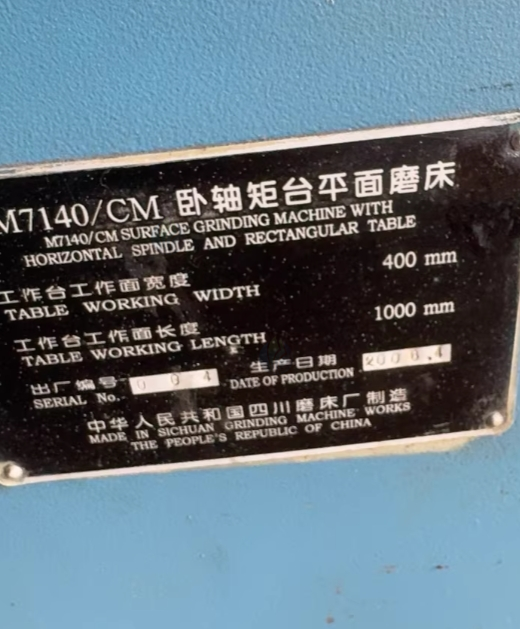 M7140/CM 卧轴矩台平面磨床
M7140/CM SURFACE GRINDING MACHINE WITH
HORIZONTAL SPINDLE AND RECTANGULAR TABLE
工作台工作面宽度 400 mm
TABLE WORKING WIDTH
工作台工作面长度 1000 mm
TABLE WORKING LENGTH
出厂编号 生产日期
SERIAL No. DATE OF PRODUCTION
中华人民共和国四川磨床厂制造
MADE IN SICHUAN GRINDING MACHINE WORKS
THE PEOPLE'S REPUBLIC OF CHINA